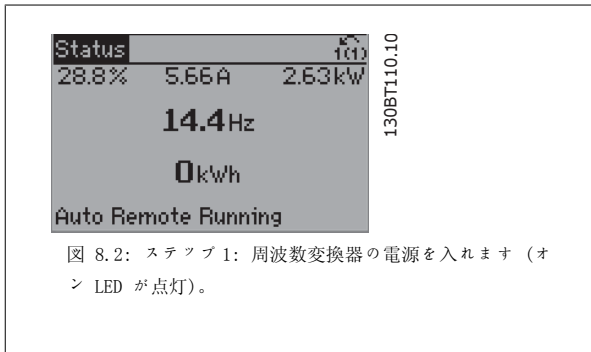 Status 1(1)
28.8% 5.66A 2.63kW
14.4Hz
0kWh
Auto Remote Running
130BT110.10
図 8.2: ステップ 1: 周波数変換器の電源を入れます (オ
ン LED が点灯)。